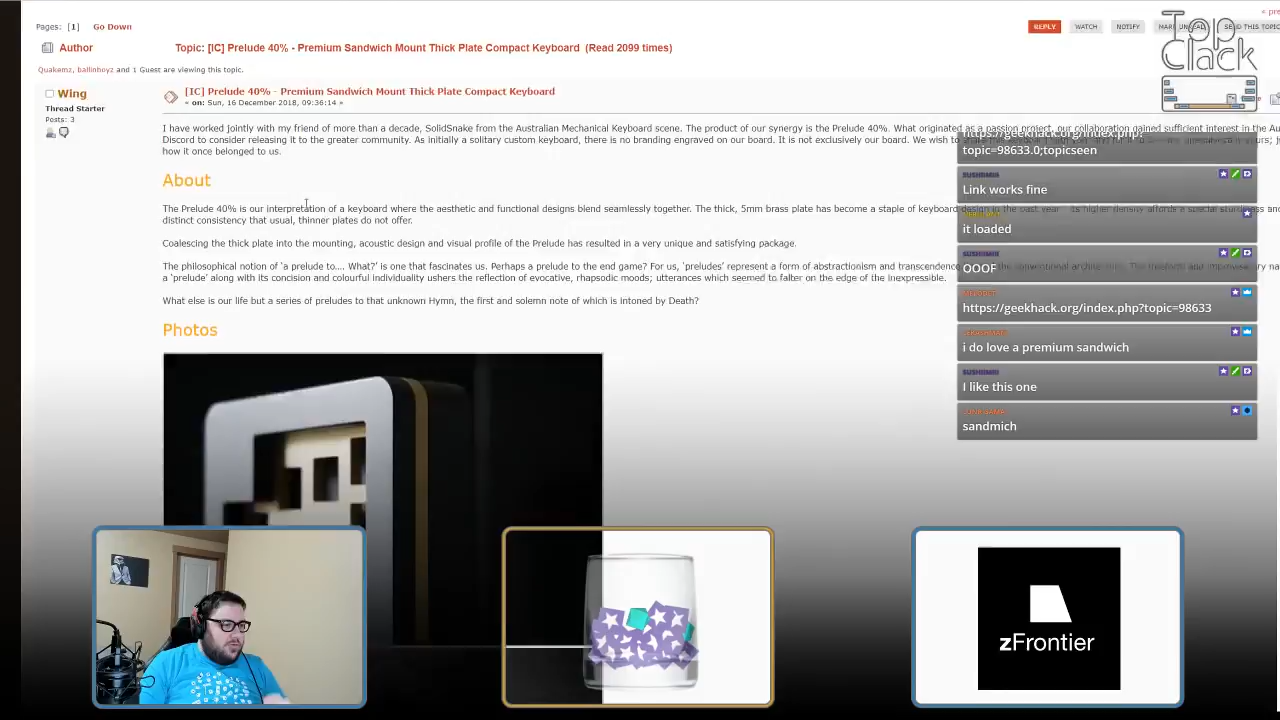 Pages: [1] Go Down
REPLY WATCH NOTIFY
Top
Clack
Author
Topic: [IC] Prelude 40% - Premium Sandwich Mount Thick Plate Compact Keyboard (Read 2099 times)
Quakemz, ballinhoyz and 1 Guest are viewing this topic.
Wing
Thread Starter
Posts: 3
[IC] Prelude 40% - Premium Sandwich Mount Thick Plate Compact Keyboard
« on: Sun, 16 December 2018, 09:36:14 »
I have worked jointly with my friend of more than a decade, SolidSnake from the Australian Mechanical Keyboard scene. The product of our synergy is the Prelude 40%. What originated as a passion project, our collaboration gained sufficient interest in the
Discord to consider releasing it to the greater community. As initially a solitary custom keyboard, there is no branding engraved on our board. It is not exclusively our board. We wish to
how it once belonged to us.
About
The Prelude 40% is our interpretation of a keyboard where the aesthetic and functional designs blend seamlessly together. The thick, 5mm brass plate has become a staple of keyboard design in the past year
distinct consistency that usual, thinner plates do not offer.
Coalescing the thick plate into the mounting, acoustic design and visual profile of the Prelude has resulted in a very unique and satisfying package.
The philosophical notion of 'a prelude to.... What?' is one that fascinates us. Perhaps a prelude to the end game? For us, 'preludes' represent a form of abstractionism and transcendence
a 'prelude' along with its concision and colourful individuality ushers the reflection of evocative, rhapsodic moods; utterances which seemed to falter on the edge of the inexpressible.
What else is our life but a series of preludes to that unknown Hymn, the first and solemn note of which is intoned by Death?
Photos
https://geekhack.org/index.php?
topic=98633.0;topicseen
Link works fine
it loaded
OOOF
https://geekhack.org/index.php?topic=98633
i do love a premium sandwich
I like this one
sandmich
zFrontier